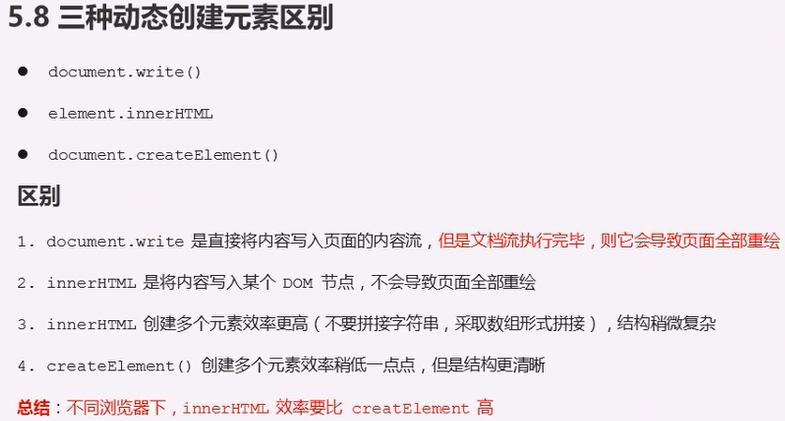 5.8 三种动态创建元素区别
● document.write()
● element.innerHTML
● document.createElement()
区别
1. document.write 是直接将内容写入页面的内容流，但是文档流执行完毕，则它会导致页面全部重绘
2. innerHTML 是将内容写入某个 DOM 节点，不会导致页面全部重绘
3. innerHTML 创建多个元素效率更高（不要拼接字符串，采取数组形式拼接），结构稍微复杂
4. createElement() 创建多个元素效率稍低一点点，但是结构更清晰
总结：不同浏览器下，innerHTML 效率要比 creatElement 高